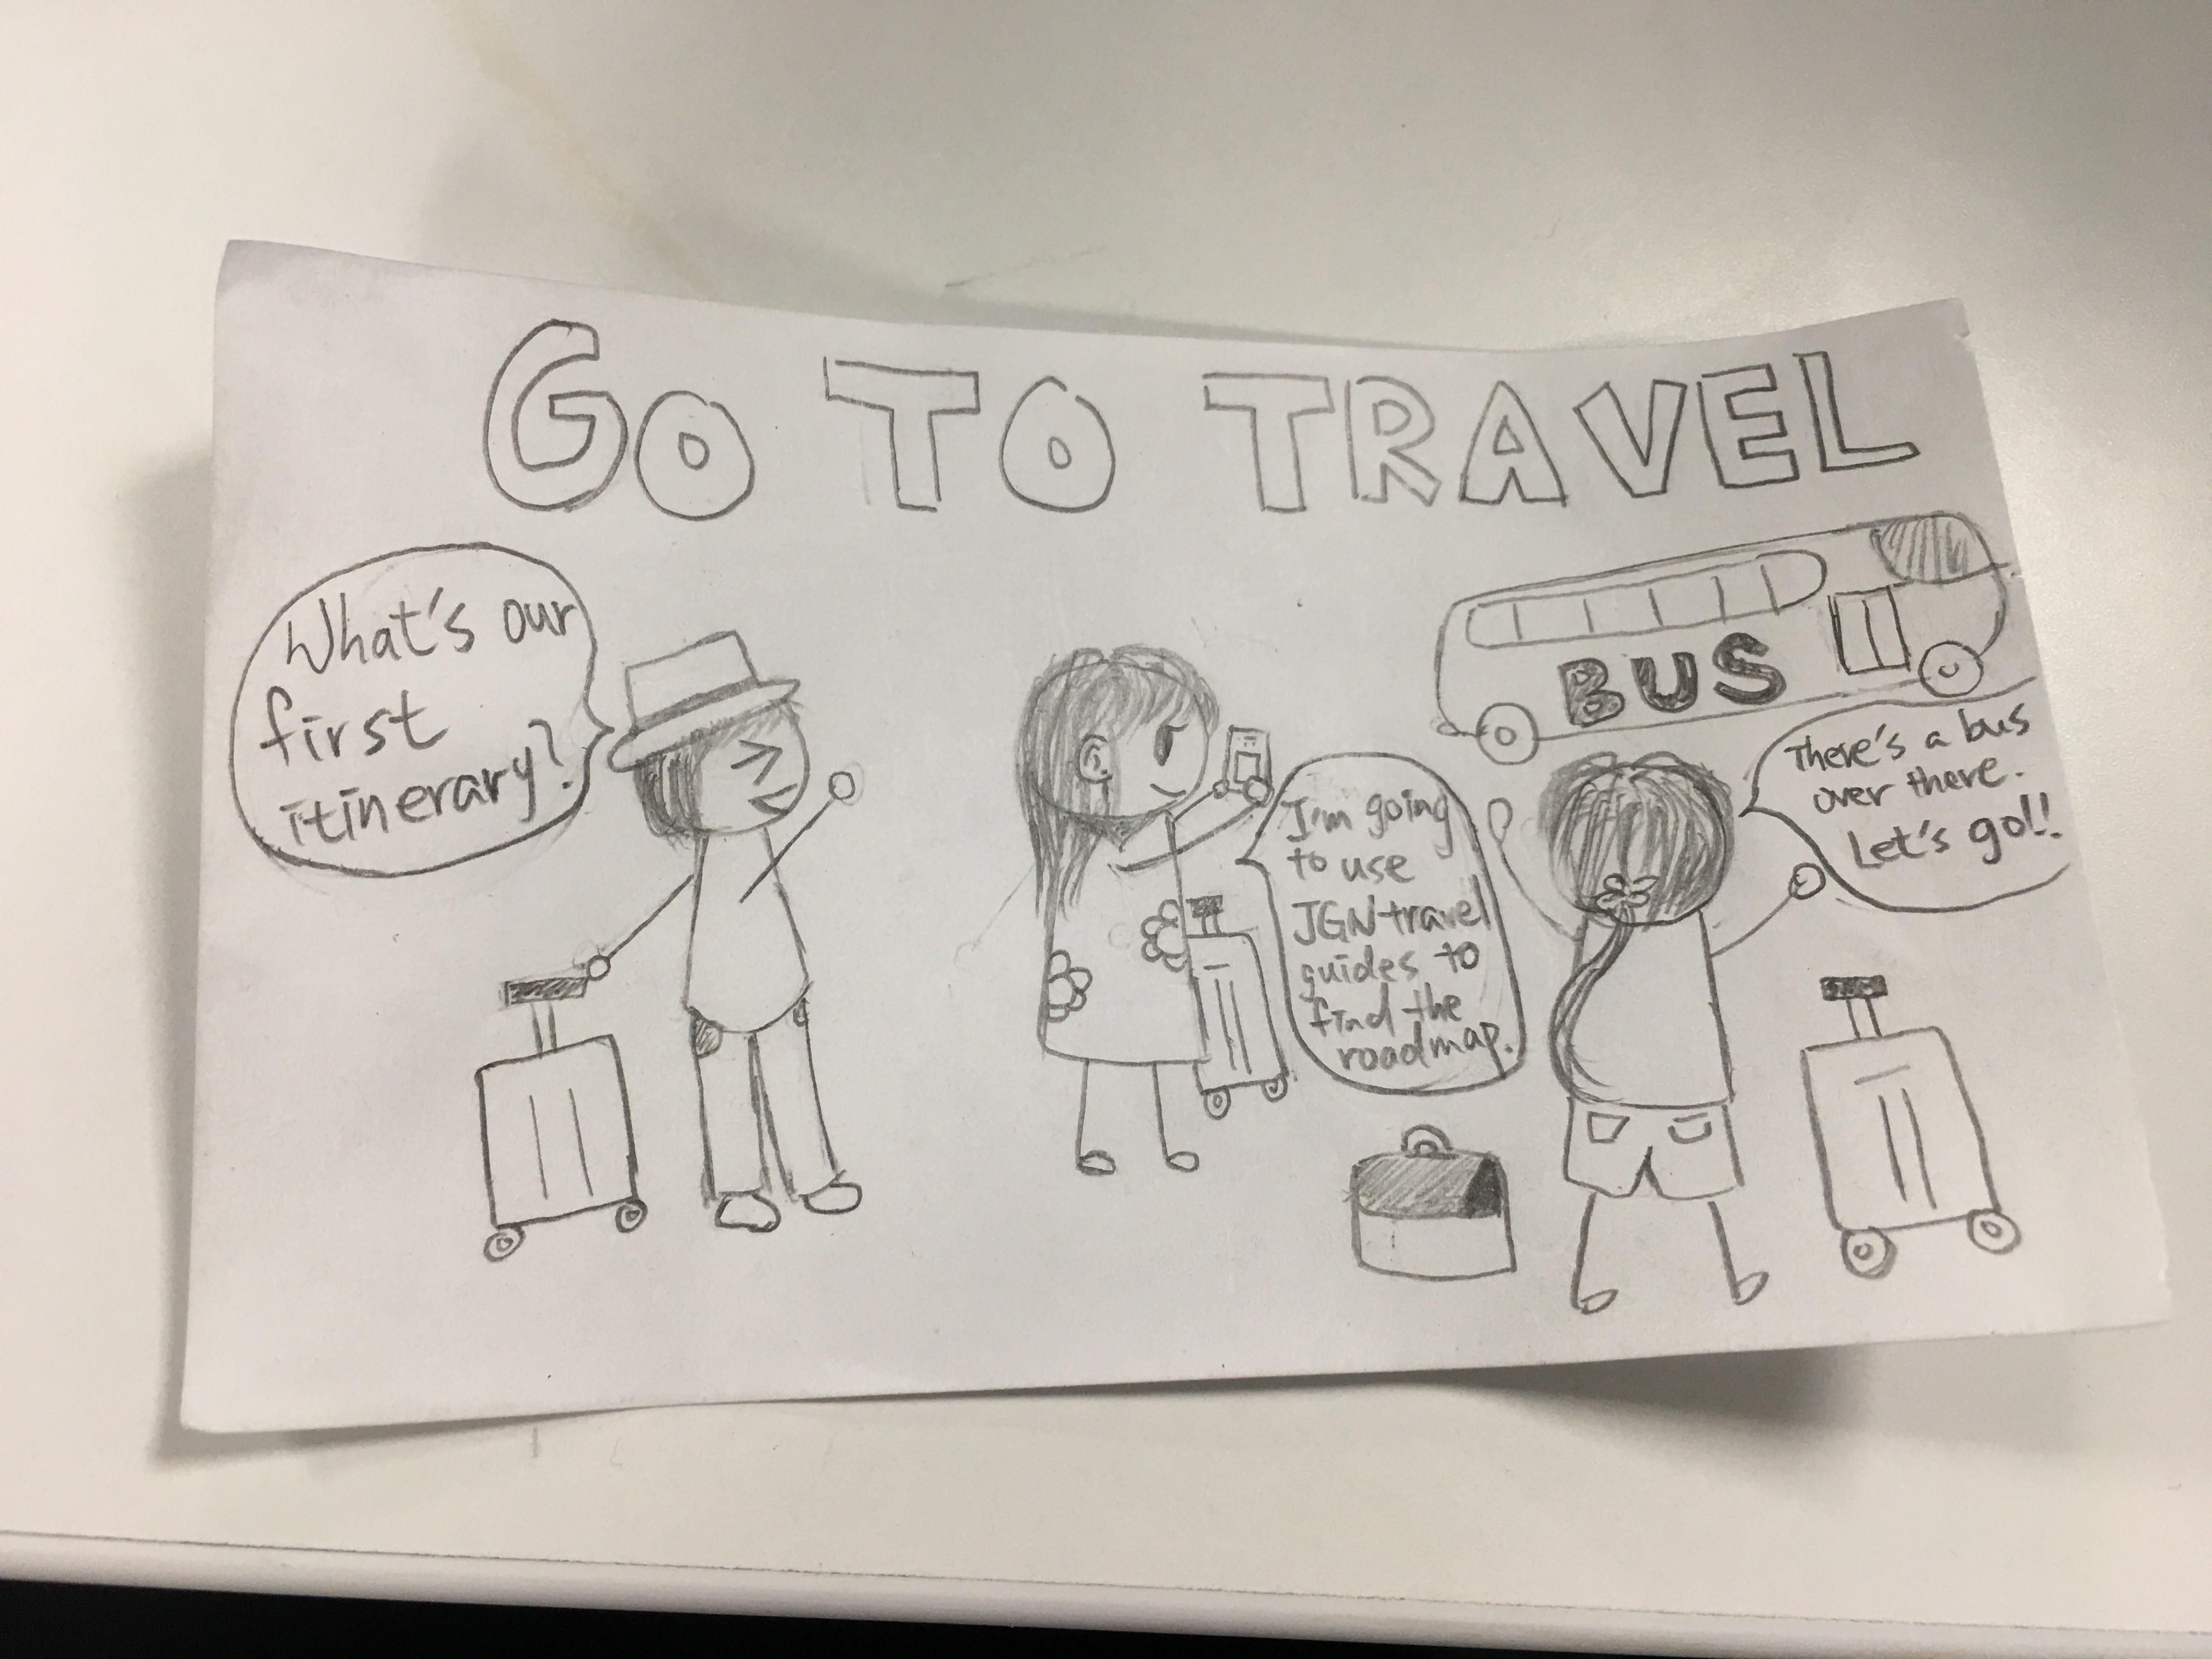 GO TO TRAVEL
What's our
first
itinerary?
I'm going
to use
JGN travel
guides to
find the
roadmap.
BUS
There's a bus
over there.
Let's go!!